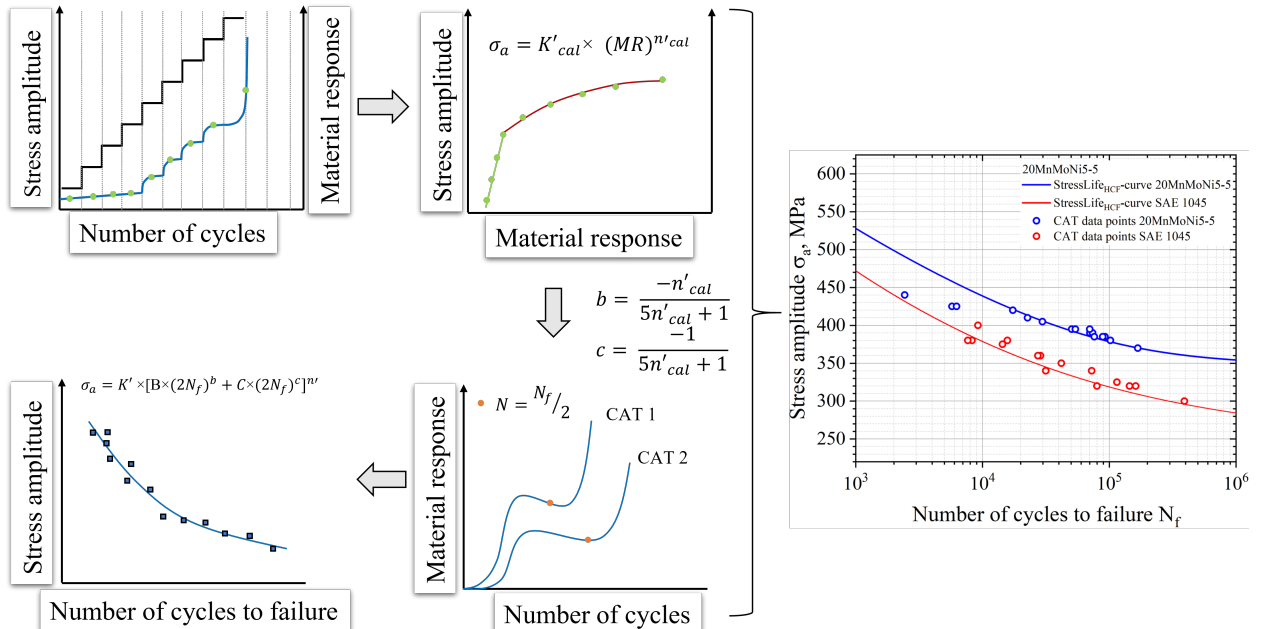 Stress amplitude
Material response
Number of cycles
Stress amplitude
σₐ = K′cal × (MR)^n′cal
Material response
b = −n′cal / 5n′cal + 1
c = −1 / 5n′cal + 1
Stress amplitude
σₐ = K′ ×[B×(2Nf)^b + C×(2Nf)^c]^n′
Number of cycles to failure
Material response
N = Nf/2
CAT 1
CAT 2
Number of cycles
Stress amplitude σₐ, MPa
600
550
500
450
400
350
300
250
20MnMoNi5-5
StressLifeHCF-curve 20MnMoNi5-5
StressLifeHCF-curve SAE 1045
CAT data points 20MnMoNi5-5
CAT data points SAE 1045
10³ 10⁴ 10⁵ 10⁶
Number of cycles to failure Nf